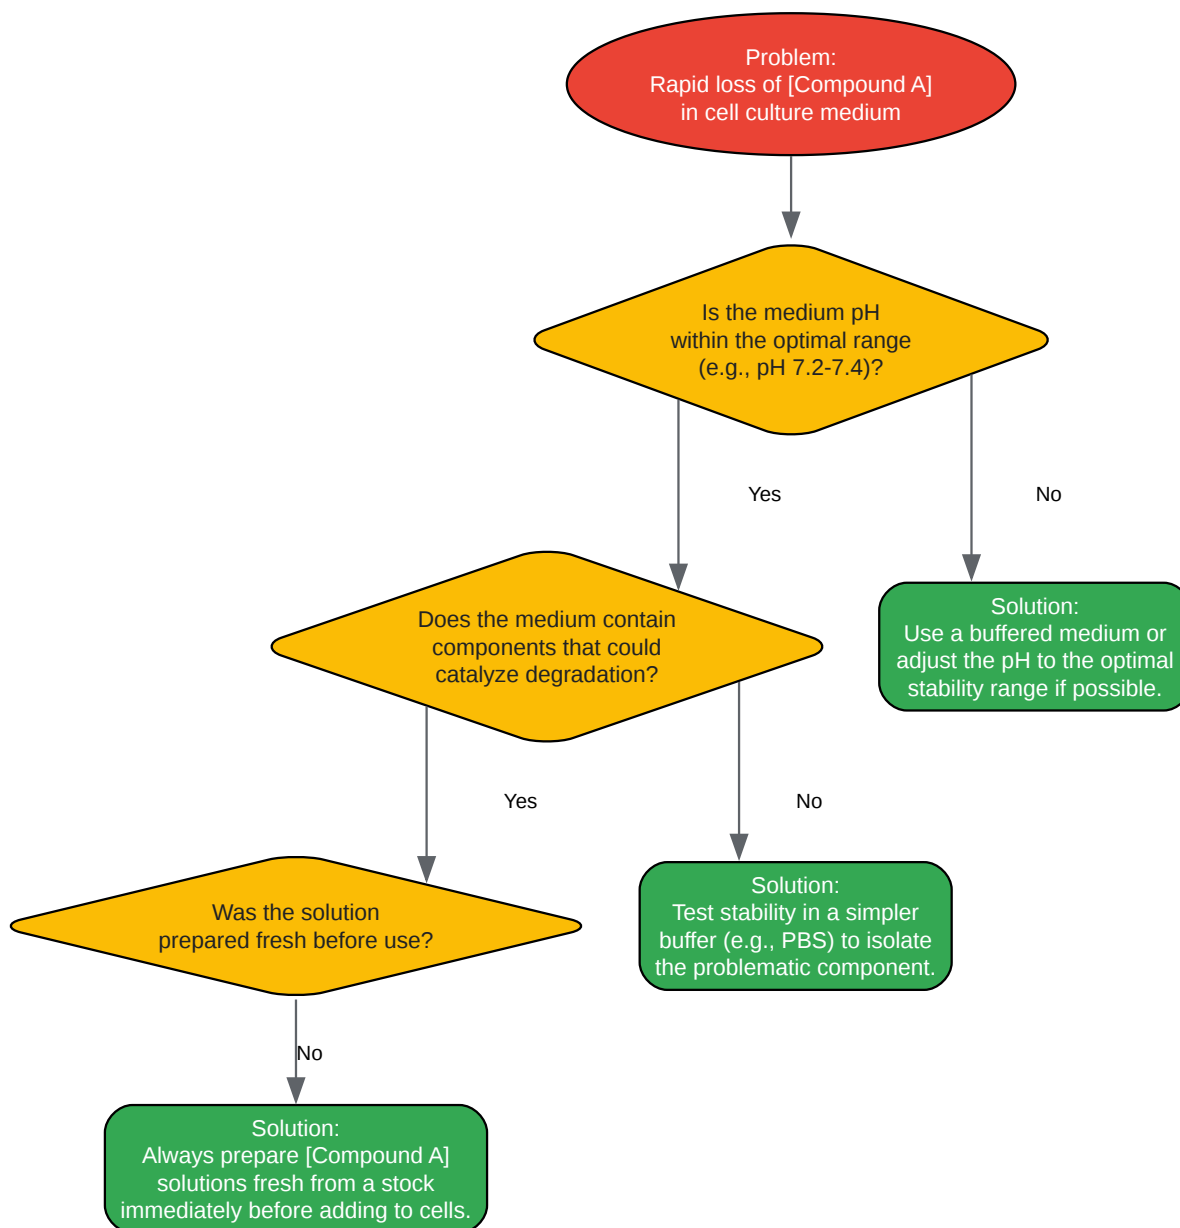 Problem:
Rapid loss of [Compound A]
in cell culture medium
Is the medium pH
within the optimal range
(e.g., pH 7.2-7.4)?
Yes
No
Does the medium contain
components that could
catalyze degradation?
Solution:
Use a buffered medium or
adjust the pH to the optimal
stability range if possible.
Yes
No
Was the solution
prepared fresh before use?
Solution:
Test stability in a simpler
buffer (e.g., PBS) to isolate
the problematic component.
No
Solution:
Always prepare [Compound A]
solutions fresh from a stock
immediately before adding to cells.